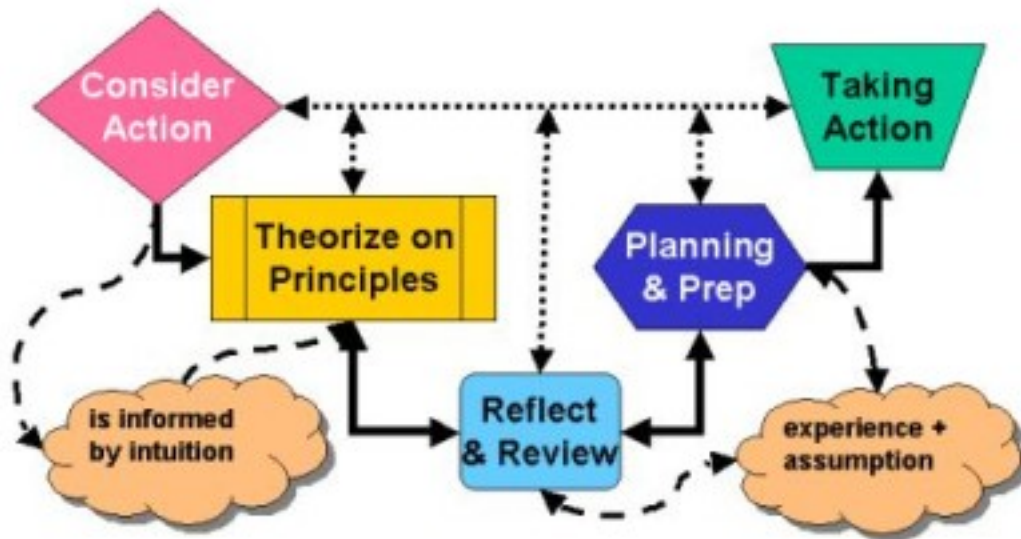 Consider
Action
Taking
Action
Theorize on
Principles
Planning
& Prep
Reflect
& Review
is informed
by intuition
experience +
assumption